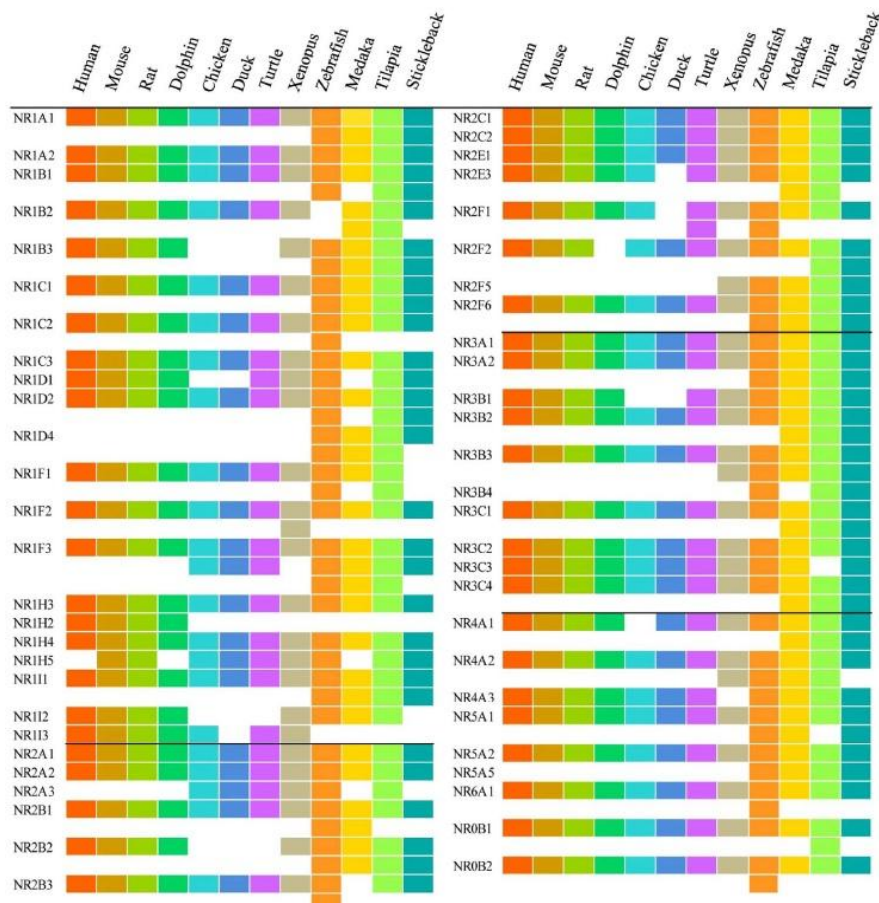 Human Mouse Rat Dolphin Chicken Duck Turtle Xenopus Zebrafish Medaka Tilapia Stickleback
NR1A1
NR1A2
NR1B1
NR1B2
NR1B3
NR1C1
NR1C2
NR1C3
NR1D1
NR1D2
NR1D4
NR1F1
NR1F2
NR1F3
NR1H3
NR1H2
NR1H4
NR1H5
NR1I1
NR1I2
NR1I3
NR2A1
NR2A2
NR2A3
NR2B1
NR2B2
NR2B3
Human Mouse Rat Dolphin Chicken Duck Turtle Xenopus Zebrafish Medaka Tilapia Stickleback
NR2C1
NR2C2
NR2E1
NR2E3
NR2F1
NR2F2
NR2F5
NR2F6
NR3A1
NR3A2
NR3B1
NR3B2
NR3B3
NR3B4
NR3C1
NR3C2
NR3C3
NR3C4
NR4A1
NR4A2
NR4A3
NR5A1
NR5A2
NR5A5
NR6A1
NR0B1
NR0B2